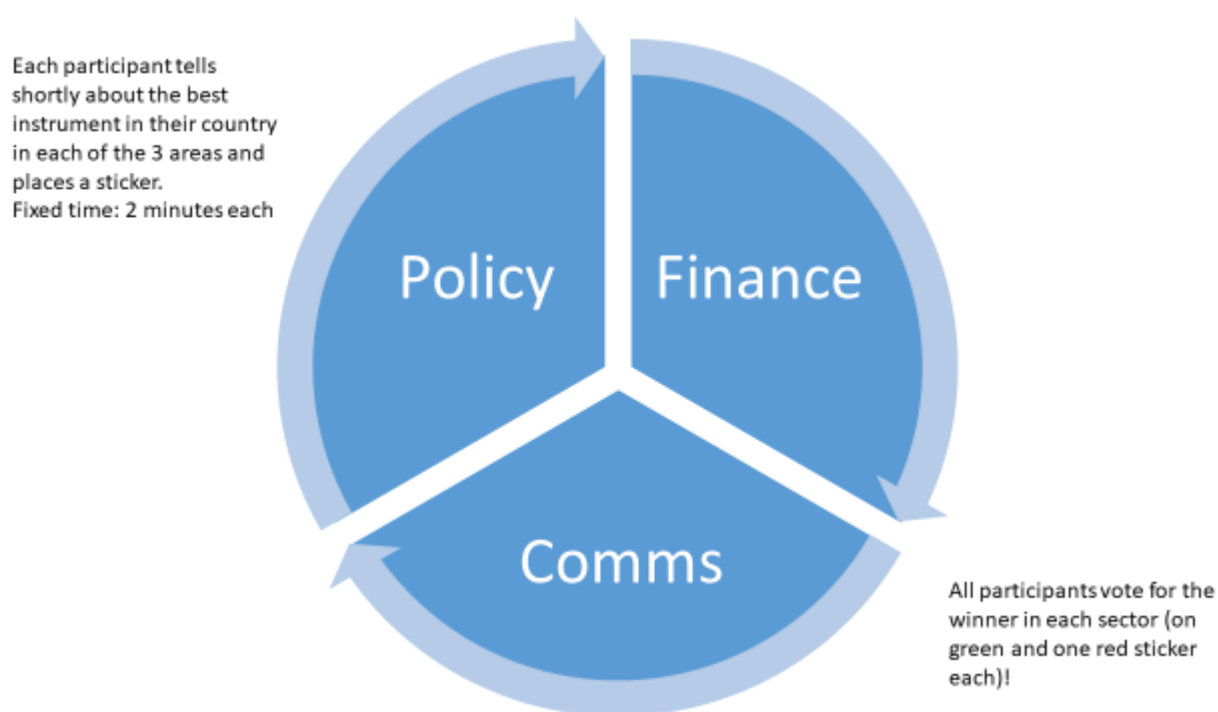 Each participant tells
shortly about the best
instrument in their country
in each of the 3 areas and
places a sticker.
Fixed time: 2 minutes each
Policy
Finance
Comms
All participants vote for the
winner in each sector (on
green and one red sticker
each)!